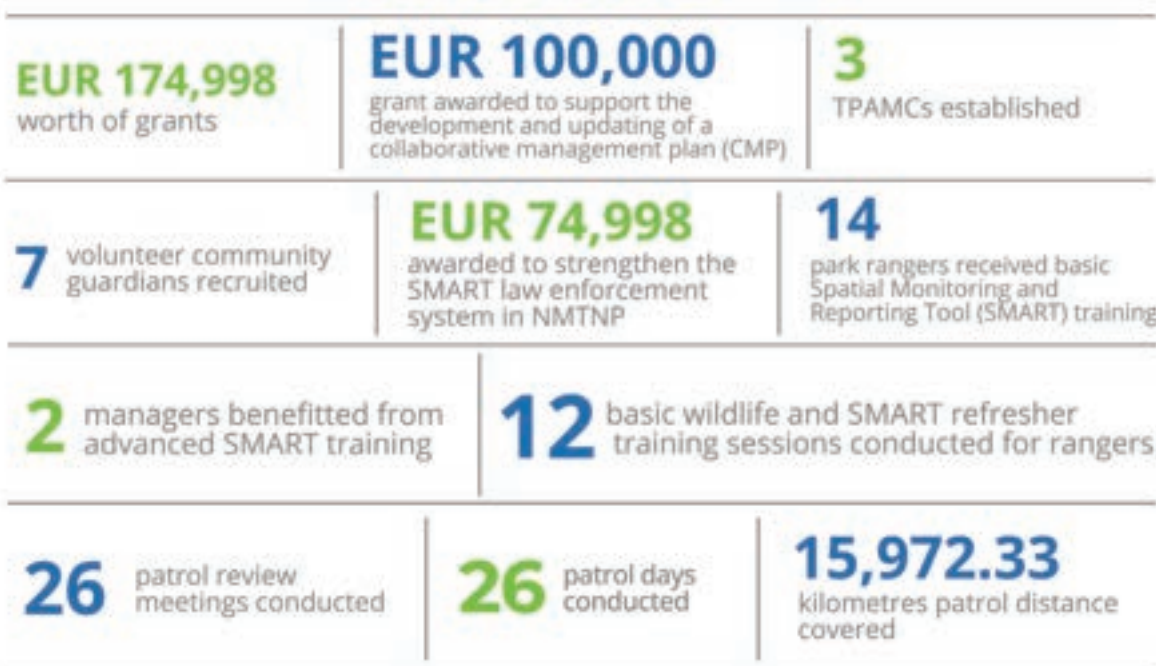 EUR 174,998
worth of grants
EUR 100,000
grant awarded to support the
development and updating of a
collaborative management plan (CMP)
3
TPAMCs established
7
volunteer community
guardians recruited
EUR 74,998
awarded to strengthen the
SMART law enforcement
system in NMTNP
14
park rangers received basic
Spatial Monitoring and
Reporting Tool (SMART) training
2
managers benefitted from
advanced SMART training
12
basic wildlife and SMART refresher
training sessions conducted for rangers
26
patrol review
meetings conducted
26
patrol days
conducted
15,972.33
kilometres patrol distance
covered